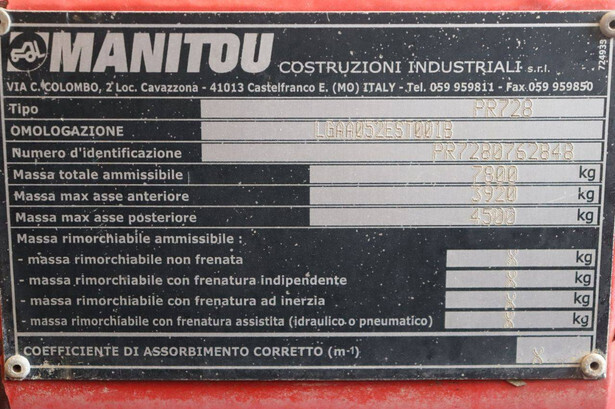 MANITOU COSTRUZIONI INDUSTRIALI s.r.l.
724933
VIA C. COLOMBO, 2 Loc. Cavazzona - 41013 Castelfranco E. (MO) ITALY - Tel. 059 959811 - Fax 059 959850
Tipo PR728
OMOLOGAZIONE LGAA052EST001B
Numero d'identificazione PR7280762848
Massa totale ammissibile 7800 kg
Massa max asse anteriore 3920 kg
Massa max asse posteriore 4500 kg
Massa rimorchiabile ammissibile :
- massa rimorchiabile non frenata X kg
- massa rimorchiabile con frenatura indipendente X kg
- massa rimorchiabile con frenatura ad inerzia X kg
- massa rimorchiabile con frenatura assistita (idraulico o pneumatico) X kg
COEFFICIENTE DI ASSORBIMENTO CORRETTO (m-¹) X